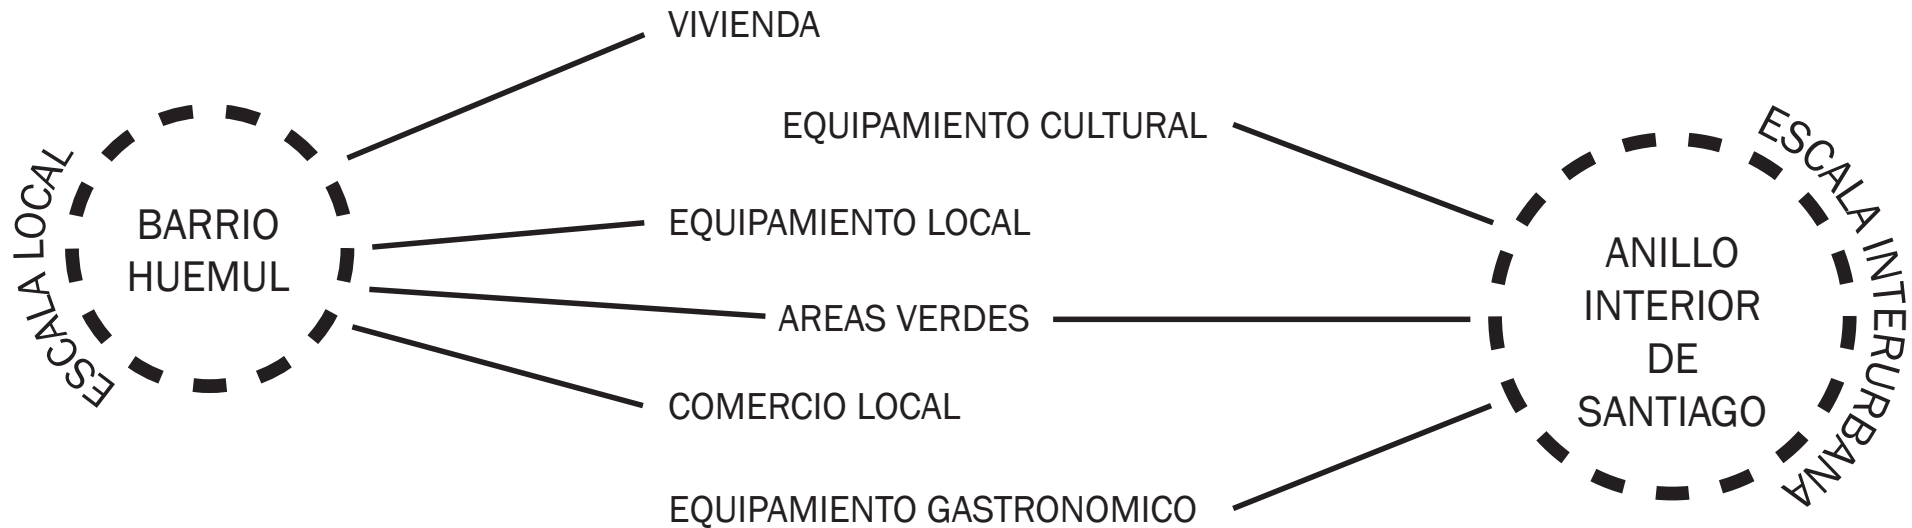 ESCALA LOCAL
BARRIO
HUEMUL
VIVIENDA
EQUIPAMIENTO CULTURAL
EQUIPAMIENTO LOCAL
AREAS VERDES
COMERCIO LOCAL
EQUIPAMIENTO GASTRONOMICO
ANILLO
INTERIOR
DE
SANTIAGO
ESCALA INTERURBANA